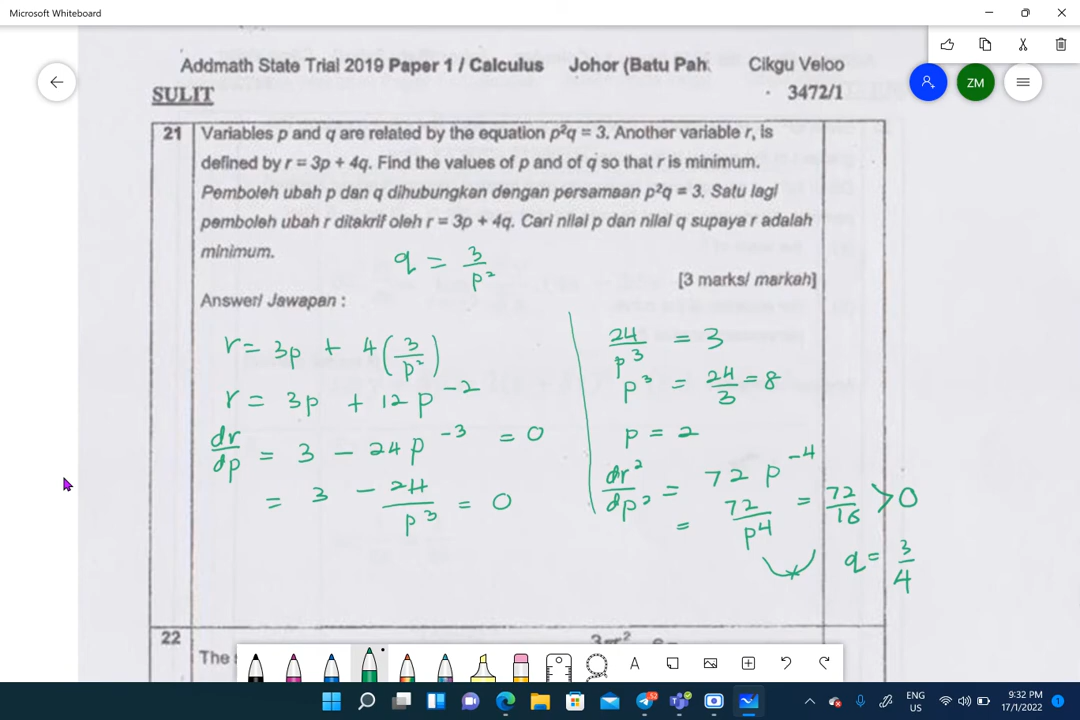 Microsoft Whiteboard
Addmath State Trial 2019 Paper 1 / Calculus Johor (Batu Pah Cikgu Veloo
SULIT 3472/1
ZM
21 Variables p and q are related by the equation p²q = 3. Another variable r, is
defined by r = 3p + 4q. Find the values of p and of q so that r is minimum.
Pemboleh ubah p dan q dihubungkan dengan persamaan p²q = 3. Satu lagi
pemboleh ubah r ditakrif oleh r = 3p + 4q. Cari nilai p dan nilai q supaya r adalah
minimum.
q = 3/p²
[3 marks/ markah]
Answer/ Jawapan :
r = 3p + 4(3/p²)
r = 3p + 12p⁻²
dr/dp = 3 - 24p⁻³ = 0
= 3 - 24/p³ = 0
24/p³ = 3
p³ = 24/3 = 8
p = 2
dr²/dp² = 72p⁻⁴
= 72/p⁴ = 72/16 > 0
q = 3/4
22
The
A
52
ENG
US
9:32 PM
17/1/2022
1